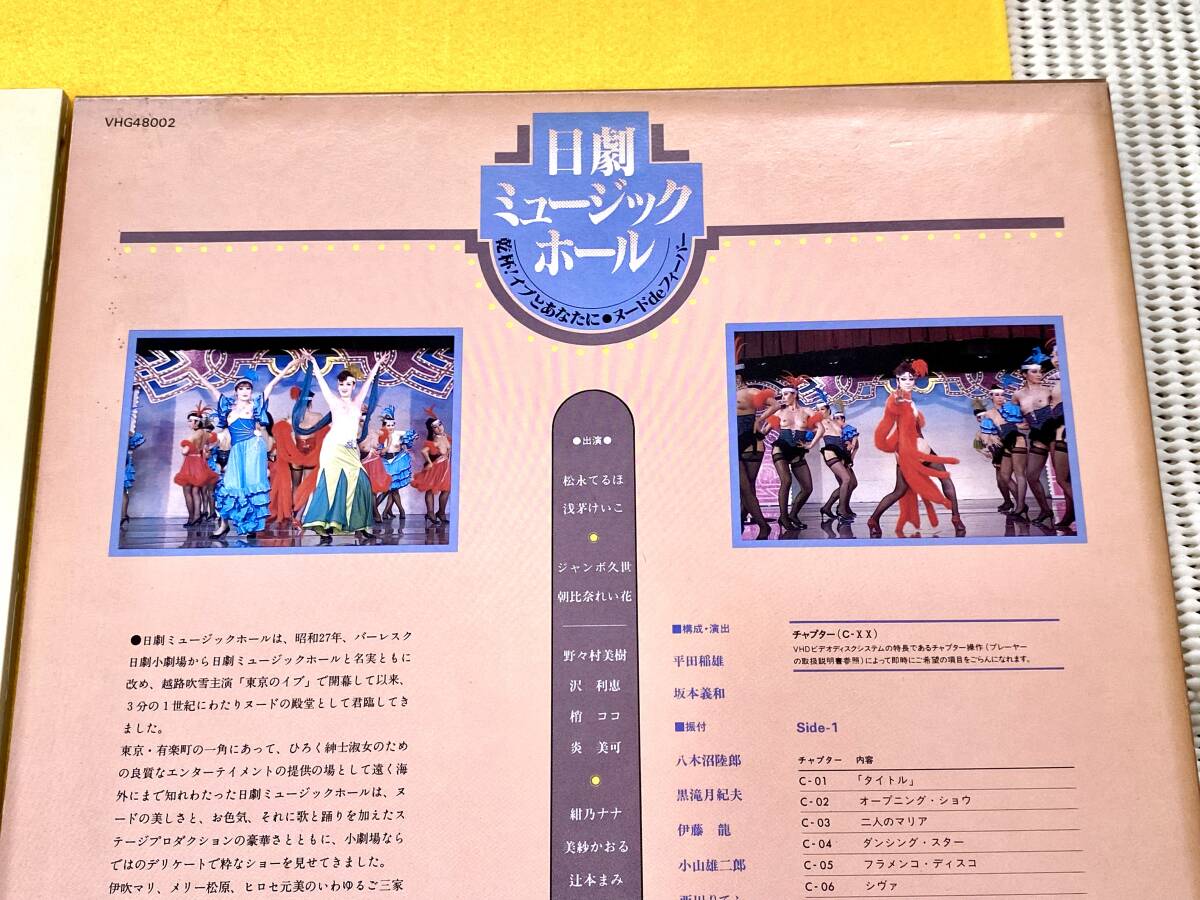 VHG48002
日劇
ミュージック
ホール
乾杯!イブとあなたに●ヌードdeフィーバー
●出演●
松永てるほ
浅茅けいこ
ジャンボ久世
朝比奈れい花
野々村美樹
沢 利恵
梢 ココ
炎 美可
紺乃ナナ
美紗かおる
辻本まみ
●日劇ミュージックホールは、昭和27年、バーレスク
日劇小劇場から日劇ミュージックホールと名実ともに
改め、越路吹雪主演「東京のイブ」で開幕して以来、
3分の1世紀にわたりヌードの殿堂として君臨してき
ました。
東京・有楽町の一角にあって、ひろく紳士淑女のため
の良質なエンターテイメントの提供の場として遠く海
外にまで知れわたった日劇ミュージックホールは、ヌ
ードの美しさと、お色気、それに歌と踊りを加えたス
テージプロダクションの豪華さとともに、小劇場なら
ではのデリケートで粋なショーを見せてきました。
伊吹マリ、メリー松原、ヒロセ元美のいわゆるご三家
■構成・演出
平田稲雄
坂本義和
■振付
八木沼陸郎
黒滝月紀夫
伊藤 龍
小山雄二郎
チャプター(C-XX)
VHDビデオディスクシステムの特長であるチャプター操作(プレーヤー
の取扱説明書参照)によって即時にご希望の項目をごらんになれます。
Side-1
チャプター 内容
C-01 「タイトル」
C-02 オープニング・ショウ
C-03 二人のマリア
C-04 ダンシング・スター
C-05 フラメンコ・ディスコ
C-06 シヴァ